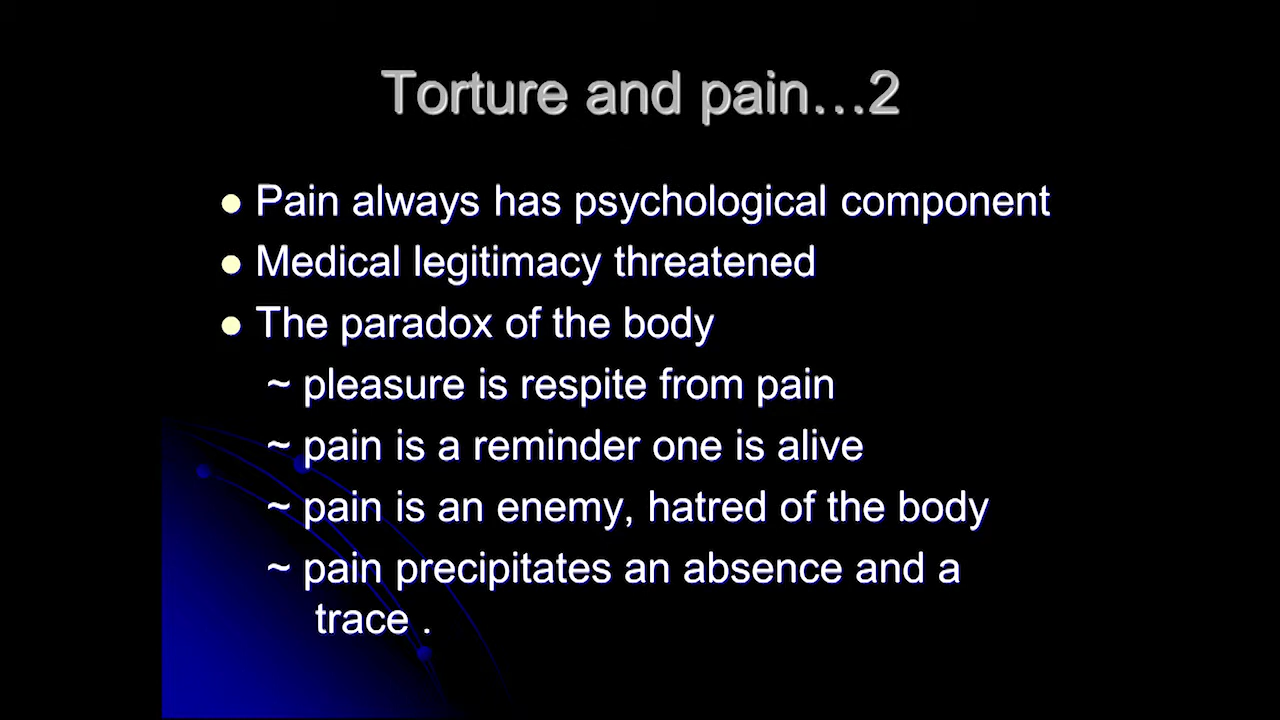 Torture and pain…2
Pain always has psychological component
Medical legitimacy threatened
The paradox of the body
~ pleasure is respite from pain
~ pain is a reminder one is alive
~ pain is an enemy, hatred of the body
~ pain precipitates an absence and a
trace .